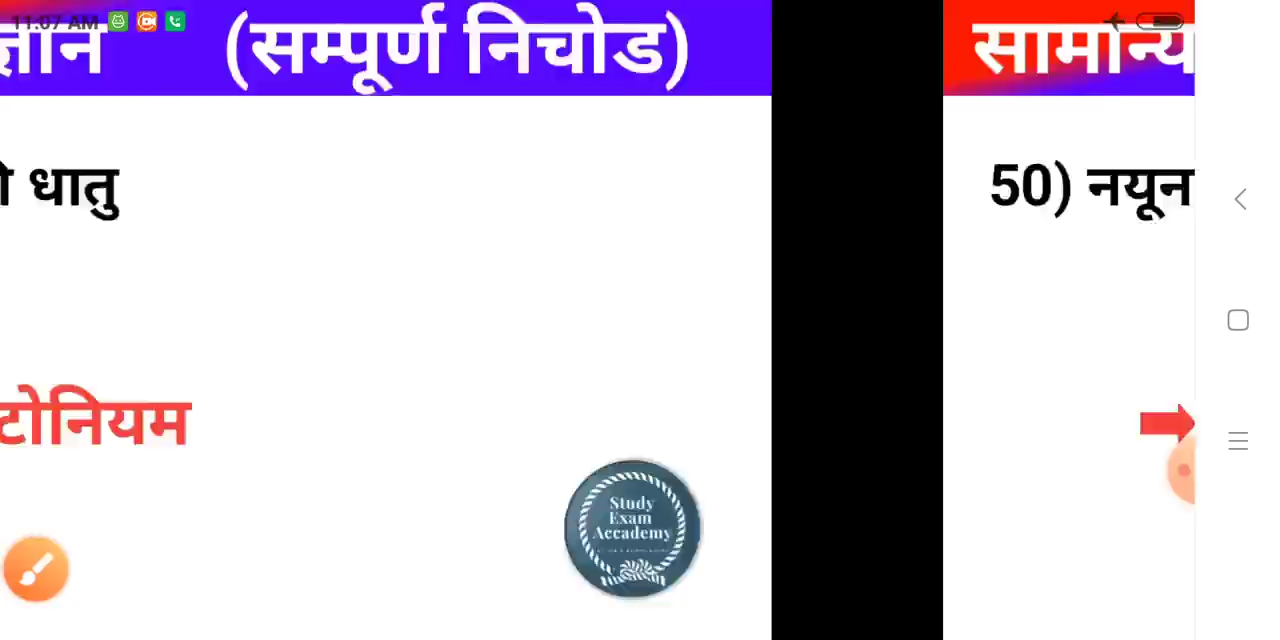 11:07 AM
ज्ञान (सम्पूर्ण निचोड)
धातु
टोनियम
Study
Exam
Accademy
सामान्य
50) नयून